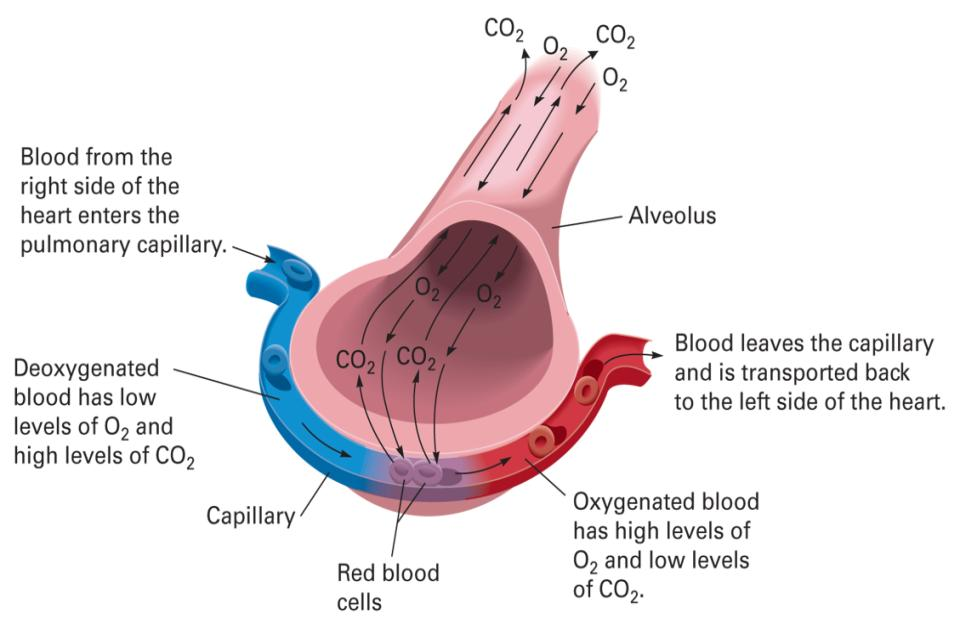 CO₂
O₂
CO₂
O₂
Blood from the
right side of the
heart enters the
pulmonary capillary.
Alveolus
O₂
O₂
CO₂
CO₂
Blood leaves the capillary
and is transported back
to the left side of the heart.
Deoxygenated
blood has low
levels of O₂ and
high levels of CO₂
Capillary
Oxygenated blood
has high levels of
O₂ and low levels
of CO₂.
Red blood
cells